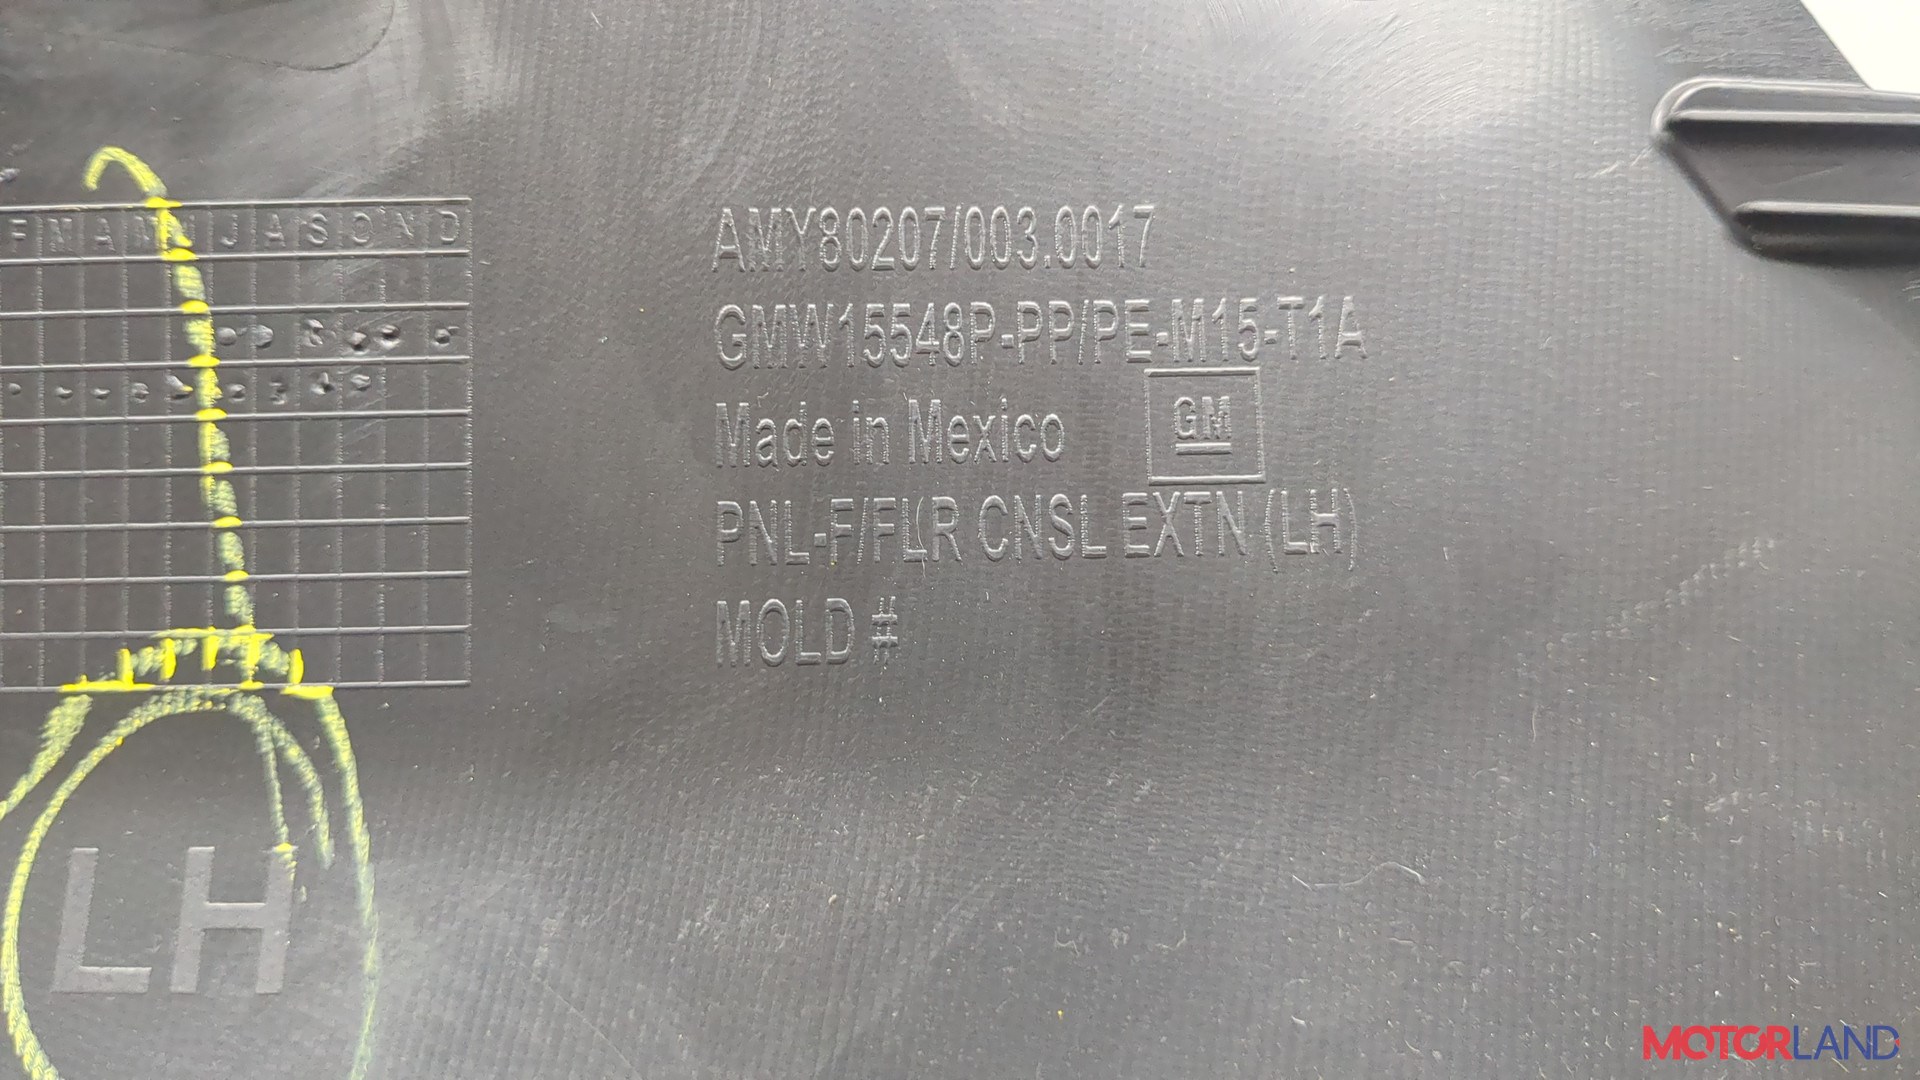 F M A M J J A S O N D
AMY80207/003.0017
GMW15548P-PP/PE-M15-T1A
Made in Mexico
GM
PNL-F/FLR CNSL EXTN (LH)
MOLD #
LH
MOTORLAND